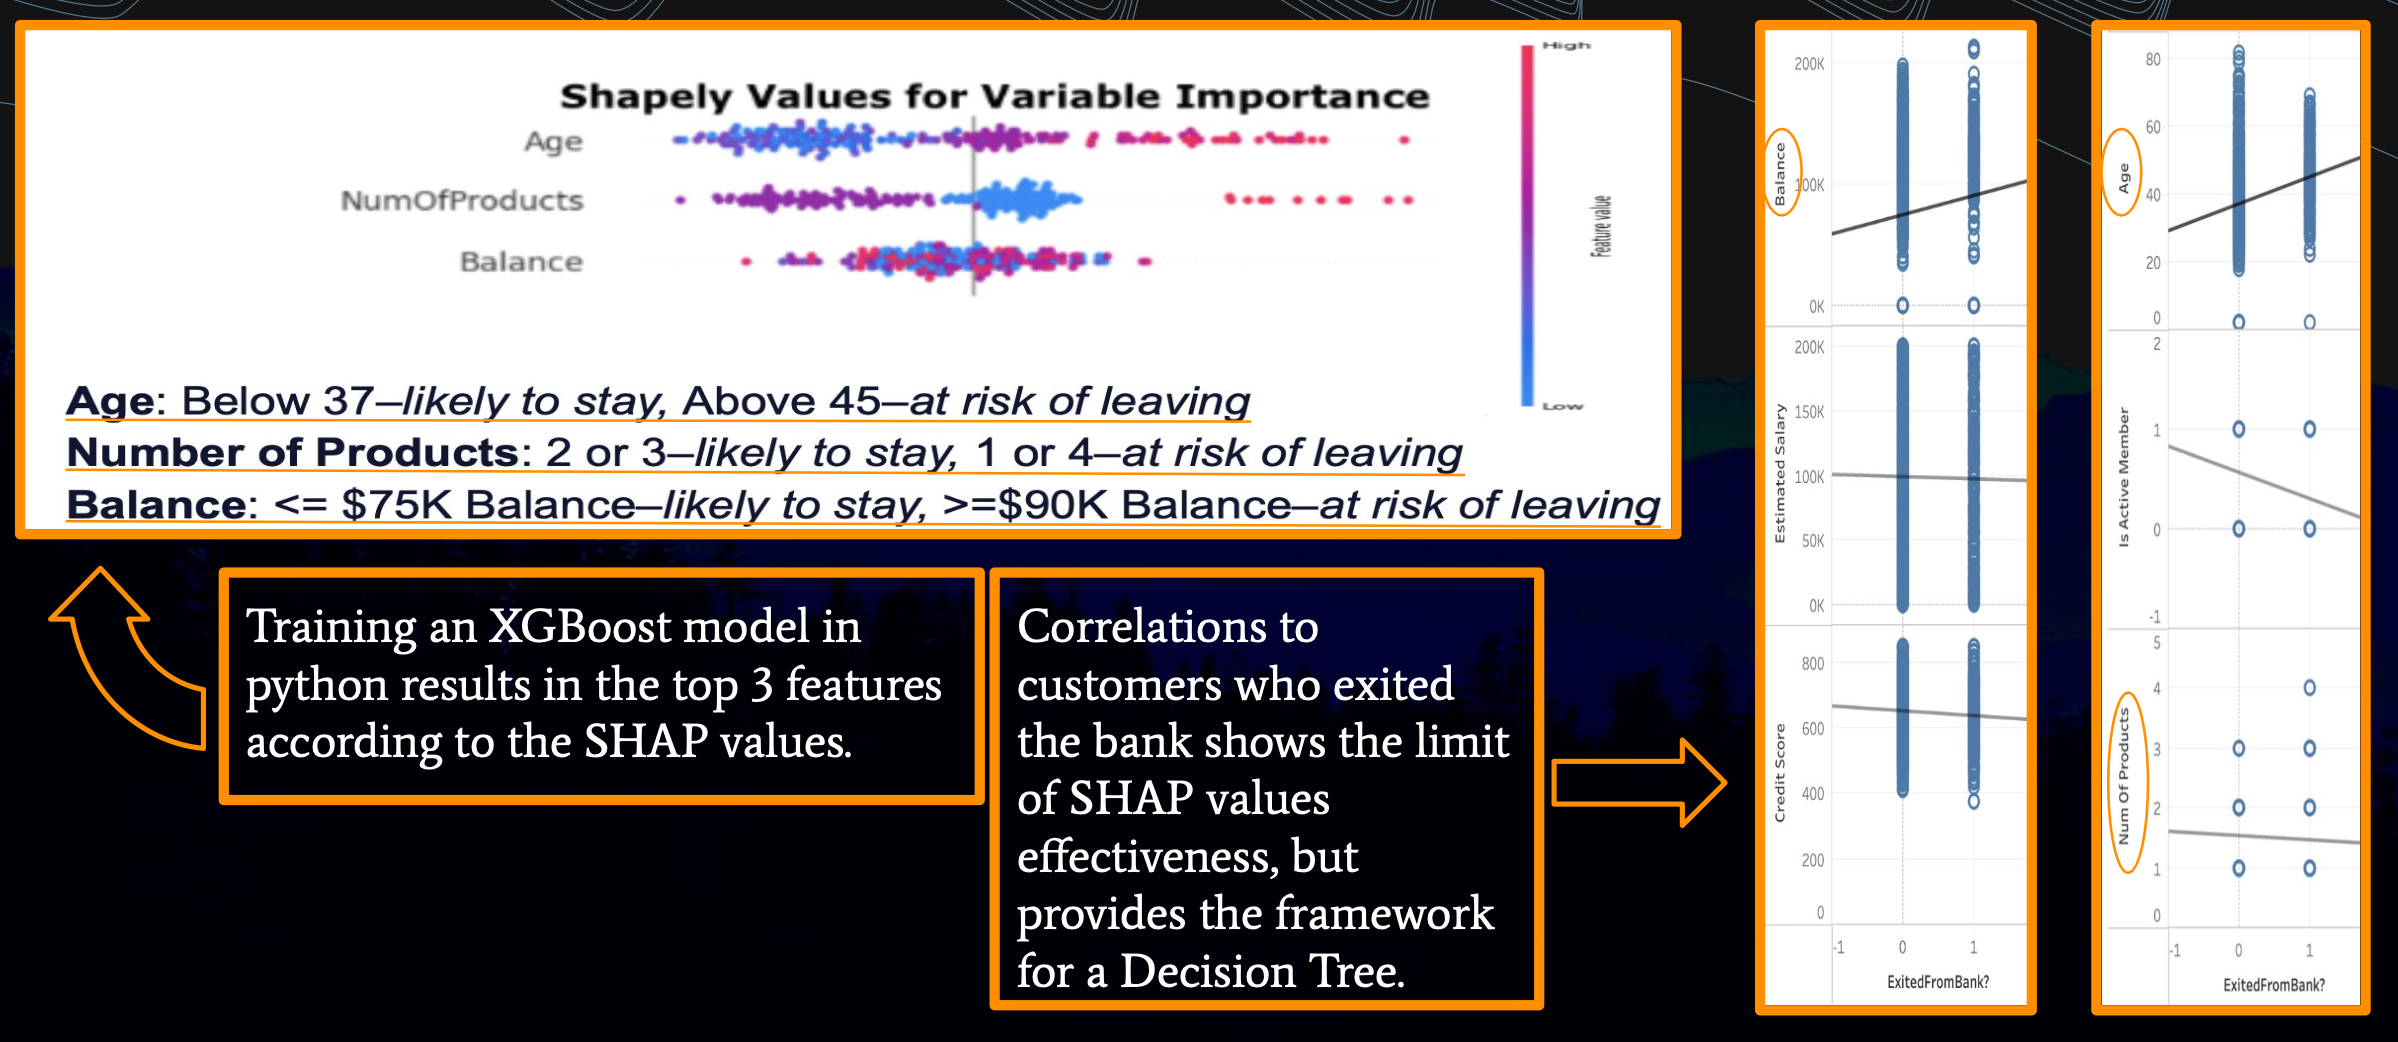 Shapely Values for Variable Importance
Age
NumOfProducts
Balance
High
Feature value
Low
Age: Below 37–likely to stay, Above 45–at risk of leaving
Number of Products: 2 or 3–likely to stay, 1 or 4–at risk of leaving
Balance: <= $75K Balance–likely to stay, >=$90K Balance–at risk of leaving
Training an XGBoost model in
python results in the top 3 features
according to the SHAP values.
Correlations to
customers who exited
the bank shows the limit
of SHAP values
effectiveness, but
provides the framework
for a Decision Tree.
Balance
200K
100K
0K
Estimated Salary
200K
150K
100K
50K
0K
Credit Score
800
600
400
200
0
-1 0 1
ExitedFromBank?
Age
80
60
40
20
0
Is Active Member
2
1
0
-1
Num Of Products
5
4
3
2
1
0
-1 0 1
ExitedFromBank?